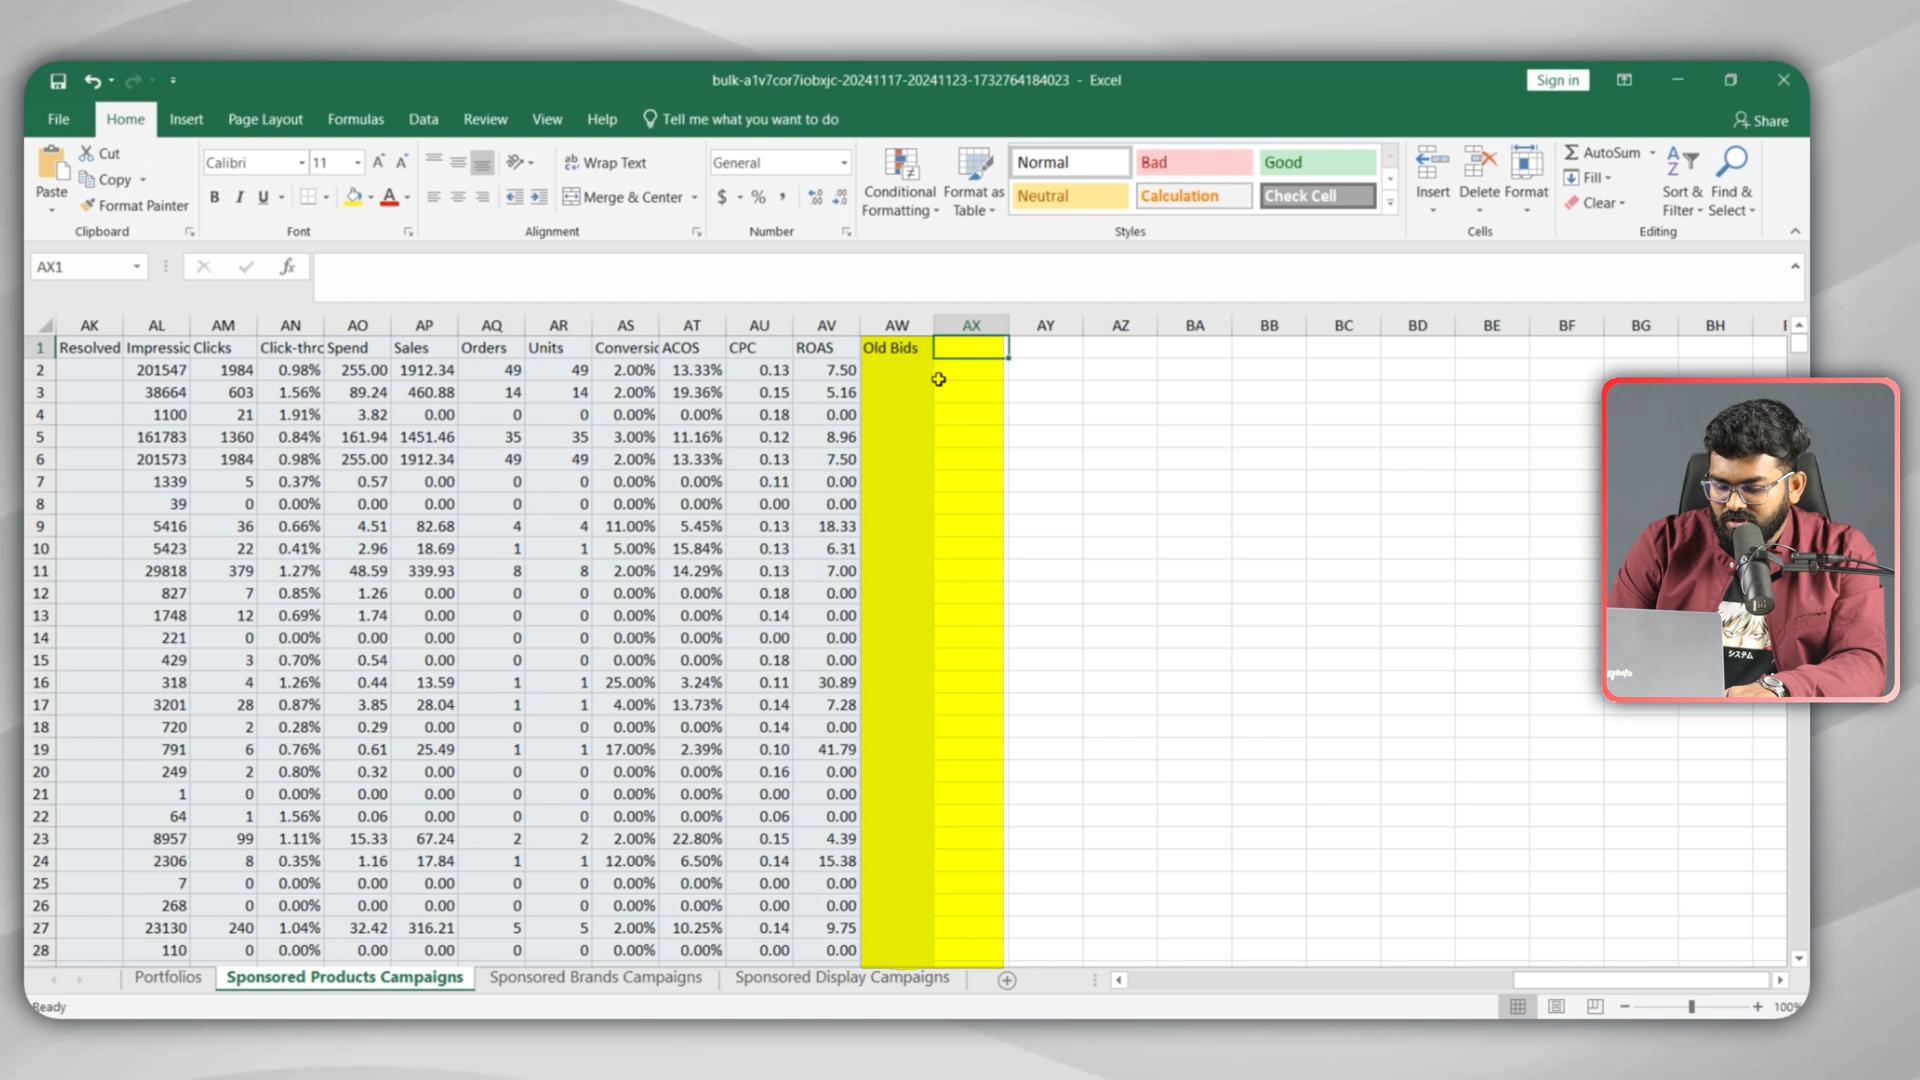 bulk-a1v7cor7iobxjc-20241117-20241123-1732764184023 - Excel
Sign in
File Home Insert Page Layout Formulas Data Review View Help Tell me what you want to do Share
Paste Cut Copy Format Painter Clipboard
Calibri 11 B I U Font
Wrap Text Merge & Center Alignment
General $ % , Number
Conditional Formatting Format as Table
Normal Bad Good
Neutral Calculation Check Cell
Styles
Insert Delete Format Cells
AutoSum Fill Clear Sort & Filter Find & Select Editing
AX1 fx
AK AL AM AN AO AP AQ AR AS AT AU AV AW AX AY AZ BA BB BC BD BE BF BG BH
1 Resolved Impressic Clicks Click-thrc Spend Sales Orders Units Conversic ACOS CPC ROAS Old Bids
2 201547 1984 0.98% 255.00 1912.34 49 49 2.00% 13.33% 0.13 7.50
3 38664 603 1.56% 89.24 460.88 14 14 2.00% 19.36% 0.15 5.16
4 1100 21 1.91% 3.82 0.00 0 0 0.00% 0.00% 0.18 0.00
5 161783 1360 0.84% 161.94 1451.46 35 35 3.00% 11.16% 0.12 8.96
6 201573 1984 0.98% 255.00 1912.34 49 49 2.00% 13.33% 0.13 7.50
7 1339 5 0.37% 0.57 0.00 0 0 0.00% 0.00% 0.11 0.00
8 39 0 0.00% 0.00 0.00 0 0 0.00% 0.00% 0.00 0.00
9 5416 36 0.66% 4.51 82.68 4 4 11.00% 5.45% 0.13 18.33
10 5423 22 0.41% 2.96 18.69 1 1 5.00% 15.84% 0.13 6.31
11 29818 379 1.27% 48.59 339.93 8 8 2.00% 14.29% 0.13 7.00
12 827 7 0.85% 1.26 0.00 0 0 0.00% 0.00% 0.18 0.00
13 1748 12 0.69% 1.74 0.00 0 0 0.00% 0.00% 0.14 0.00
14 221 0 0.00% 0.00 0.00 0 0 0.00% 0.00% 0.00 0.00
15 429 3 0.70% 0.54 0.00 0 0 0.00% 0.00% 0.18 0.00
16 318 4 1.26% 0.44 13.59 1 1 25.00% 3.24% 0.11 30.89
17 3201 28 0.87% 3.85 28.04 1 1 4.00% 13.73% 0.14 7.28
18 720 2 0.28% 0.29 0.00 0 0 0.00% 0.00% 0.14 0.00
19 791 6 0.76% 0.61 25.49 1 1 17.00% 2.39% 0.10 41.79
20 249 2 0.80% 0.32 0.00 0 0 0.00% 0.00% 0.16 0.00
21 1 0 0.00% 0.00 0.00 0 0 0.00% 0.00% 0.00 0.00
22 64 1 1.56% 0.06 0.00 0 0 0.00% 0.00% 0.06 0.00
23 8957 99 1.11% 15.33 67.24 2 2 2.00% 22.80% 0.15 4.39
24 2306 8 0.35% 1.16 17.84 1 1 12.00% 6.50% 0.14 15.38
25 7 0 0.00% 0.00 0.00 0 0 0.00% 0.00% 0.00 0.00
26 268 0 0.00% 0.00 0.00 0 0 0.00% 0.00% 0.00 0.00
27 23130 240 1.04% 32.42 316.21 5 5 2.00% 10.25% 0.14 9.75
28 110 0 0.00% 0.00 0.00 0 0 0.00% 0.00% 0.00 0.00
Portfolios Sponsored Products Campaigns Sponsored Brands Campaigns Sponsored Display Campaigns
Ready 100%
システム